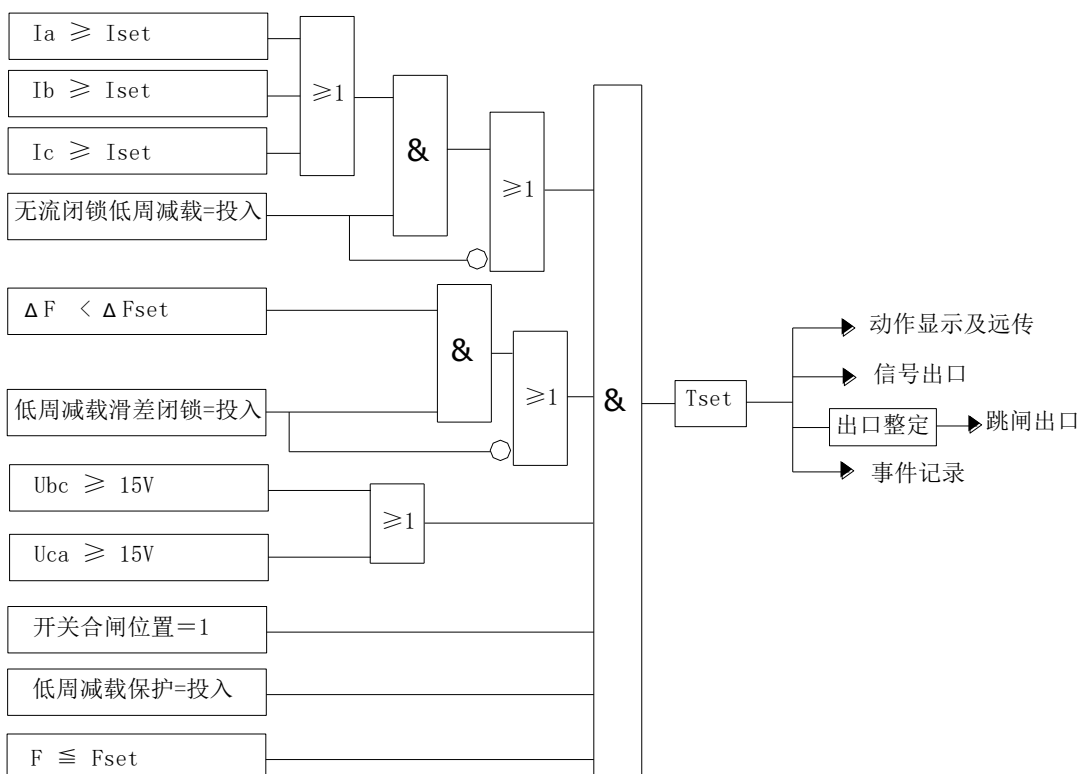 Ia ≥ Iset
Ib ≥ Iset
Ic ≥ Iset
≥1
&
≥1
无流闭锁低周减载=投入
ΔF < ΔFset
&
≥1
低周减载滑差闭锁=投入
Ubc ≥ 15V
Uca ≥ 15V
≥1
开关合闸位置＝1
低周减载保护=投入
F ≦ Fset
&
Tset
动作显示及远传
信号出口
出口整定
跳闸出口
事件记录